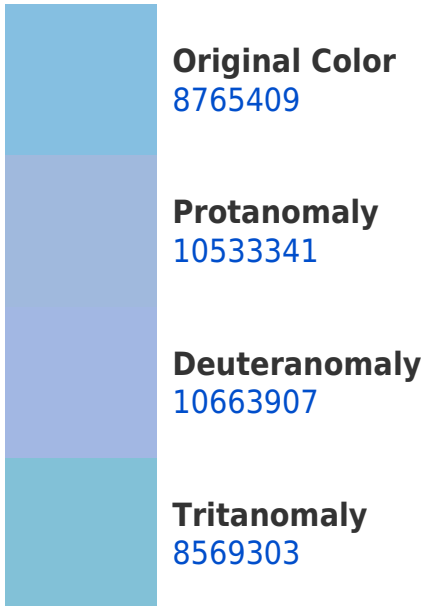 Original Color
8765409
Protanomaly
10533341
Deuteranomaly
10663907
Tritanomaly
8569303